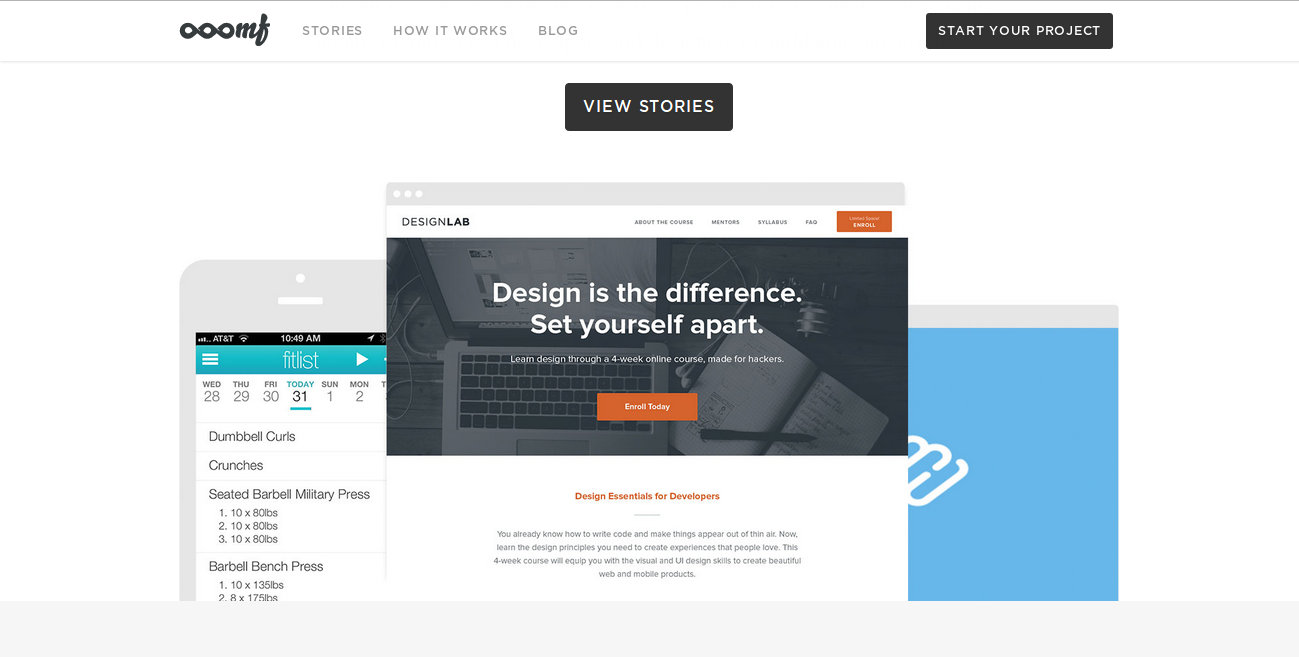 ooomf
STORIES
HOW IT WORKS
BLOG
START YOUR PROJECT
VIEW STORIES
DESIGNLAB
ABOUT THE COURSE
MENTORS
SYLLABUS
FAQ
Limited Space!
ENROLL
Design is the difference.
Set yourself apart.
Learn design through a 4-week online course, made for hackers.
Enroll Today
Design Essentials for Developers
You already know how to write code and make things appear out of thin air. Now,
learn the design principles you need to create experiences that people love. This
4-week course will equip you with the visual and UI design skills to create beautiful
web and mobile products.
AT&T 10:49 AM
fitlist
WED THU FRI TODAY SUN MON T
28 29 30 31 1 2
Dumbbell Curls
Crunches
Seated Barbell Military Press
1. 10 x 80lbs
2. 10 x 80lbs
3. 10 x 80lbs
Barbell Bench Press
1. 10 x 135lbs
2. 8 x 175lbs